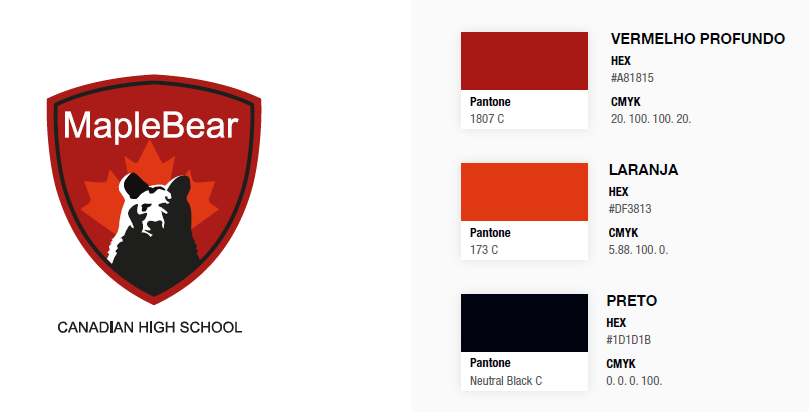 MapleBear
CANADIAN HIGH SCHOOL
VERMELHO PROFUNDO
HEX
#A81815
CMYK
20. 100. 100. 20.
Pantone
1807 C
LARANJA
HEX
#DF3813
CMYK
5.88. 100. 0.
Pantone
173 C
PRETO
HEX
#1D1D1B
CMYK
0. 0. 0. 100.
Pantone
Neutral Black C